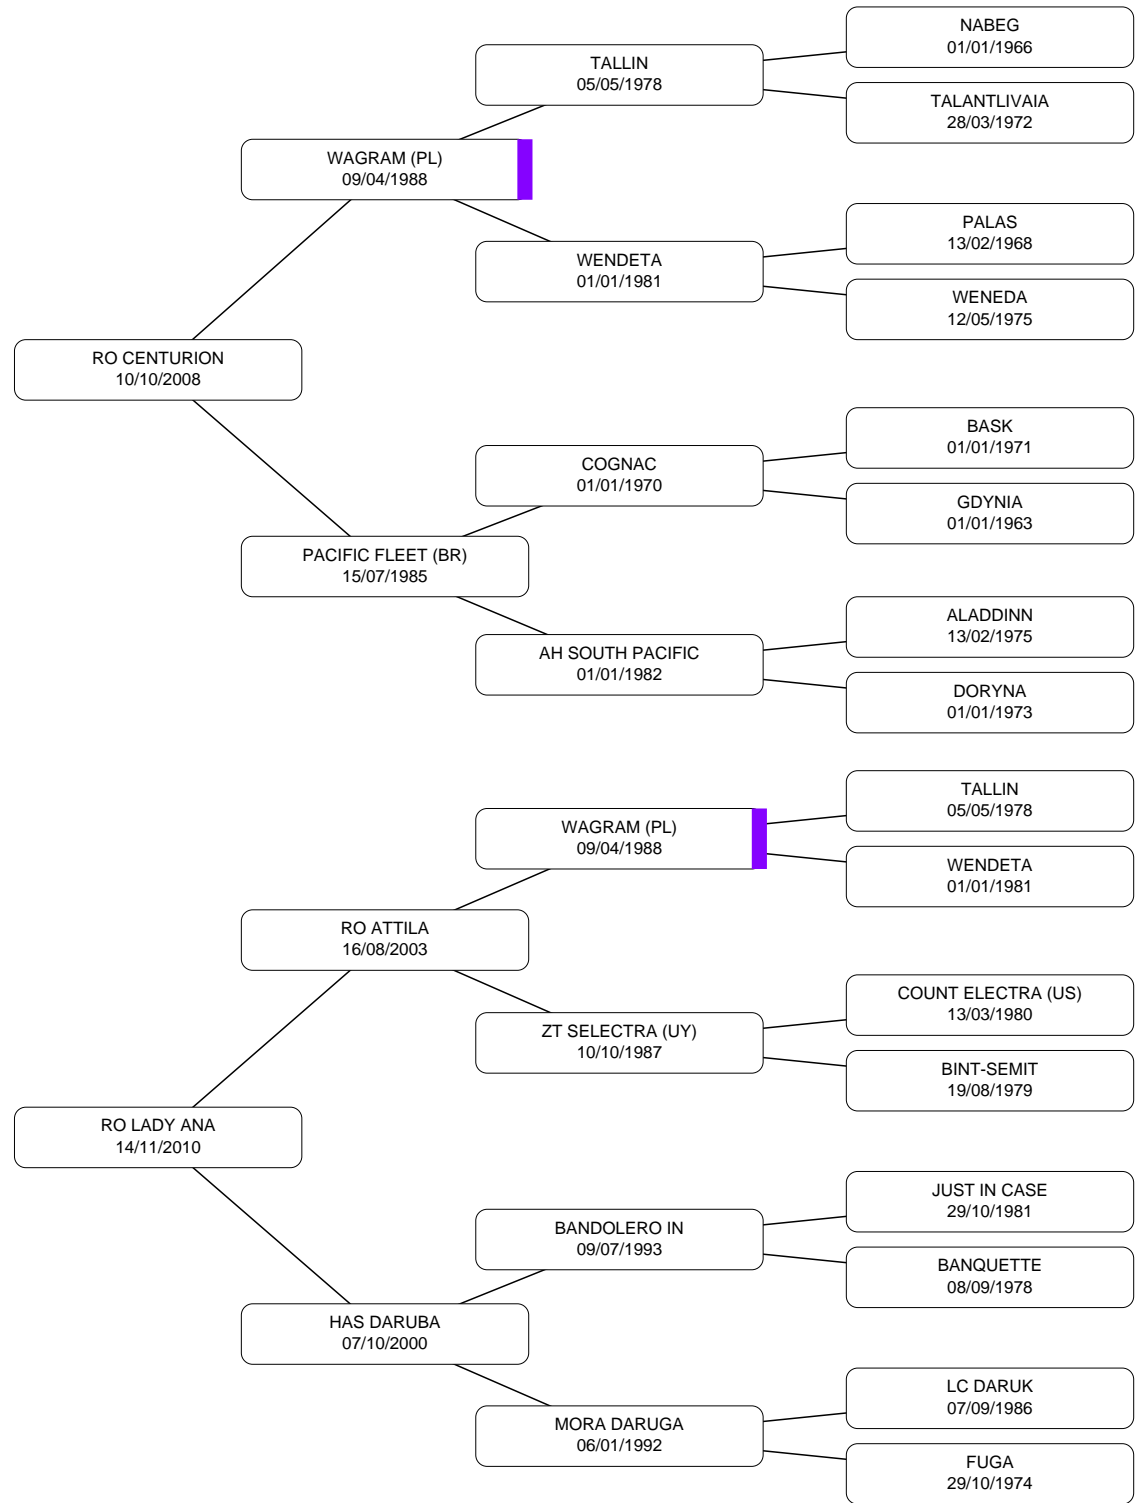 NABEG
01/01/1966
TALLIN
05/05/1978
TALANTLIVAIA
28/03/1972
WAGRAM (PL)
09/04/1988
PALAS
13/02/1968
WENDETA
01/01/1981
WENEDA
12/05/1975
RO CENTURION
10/10/2008
BASK
01/01/1971
COGNAC
01/01/1970
GDYNIA
01/01/1963
PACIFIC FLEET (BR)
15/07/1985
ALADDINN
13/02/1975
AH SOUTH PACIFIC
01/01/1982
DORYNA
01/01/1973
TALLIN
05/05/1978
WAGRAM (PL)
09/04/1988
WENDETA
01/01/1981
RO ATTILA
16/08/2003
COUNT ELECTRA (US)
13/03/1980
ZT SELECTRA (UY)
10/10/1987
BINT-SEMIT
19/08/1979
RO LADY ANA
14/11/2010
JUST IN CASE
29/10/1981
BANDOLERO IN
09/07/1993
BANQUETTE
08/09/1978
HAS DARUBA
07/10/2000
LC DARUK
07/09/1986
MORA DARUGA
06/01/1992
FUGA
29/10/1974